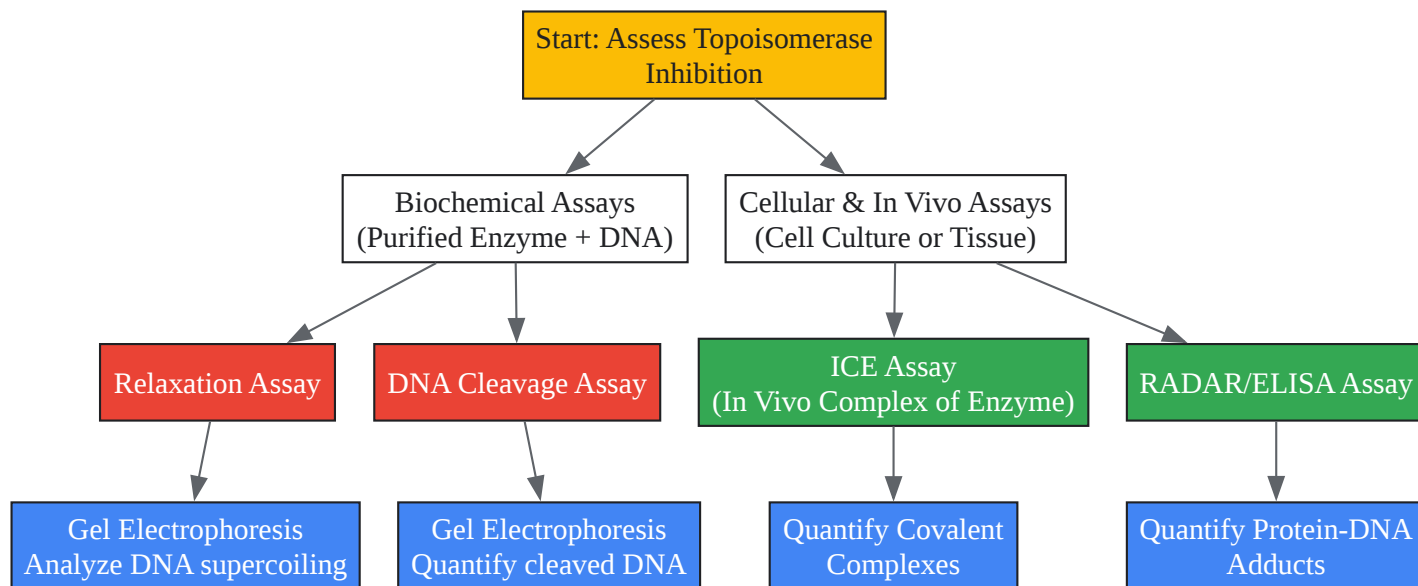 Start: Assess Topoisomerase
Inhibition
Biochemical Assays
(Purified Enzyme + DNA)
Cellular & In Vivo Assays
(Cell Culture or Tissue)
Relaxation Assay
DNA Cleavage Assay
ICE Assay
(In Vivo Complex of Enzyme)
RADAR/ELISA Assay
Gel Electrophoresis
Analyze DNA supercoiling
Gel Electrophoresis
Quantify cleaved DNA
Quantify Covalent
Complexes
Quantify Protein-DNA
Adducts